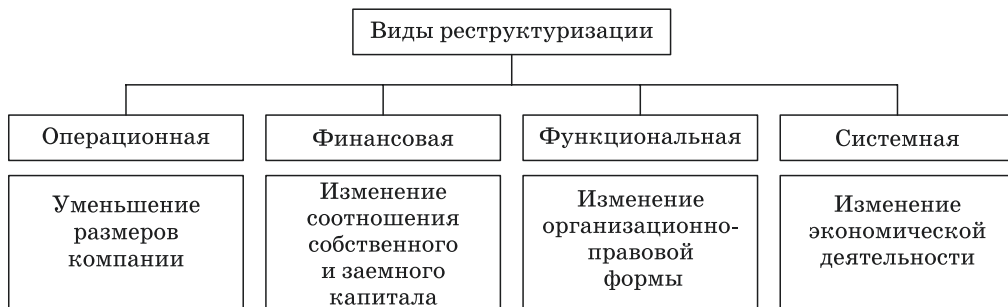 Виды реструктуризации
Операционная
Финансовая
Функциональная
Системная
Уменьшение
размеров
компании
Изменение
соотношения
собственного
и заемного
капитала
Изменение
организационно-
правовой
формы
Изменение
экономической
деятельности